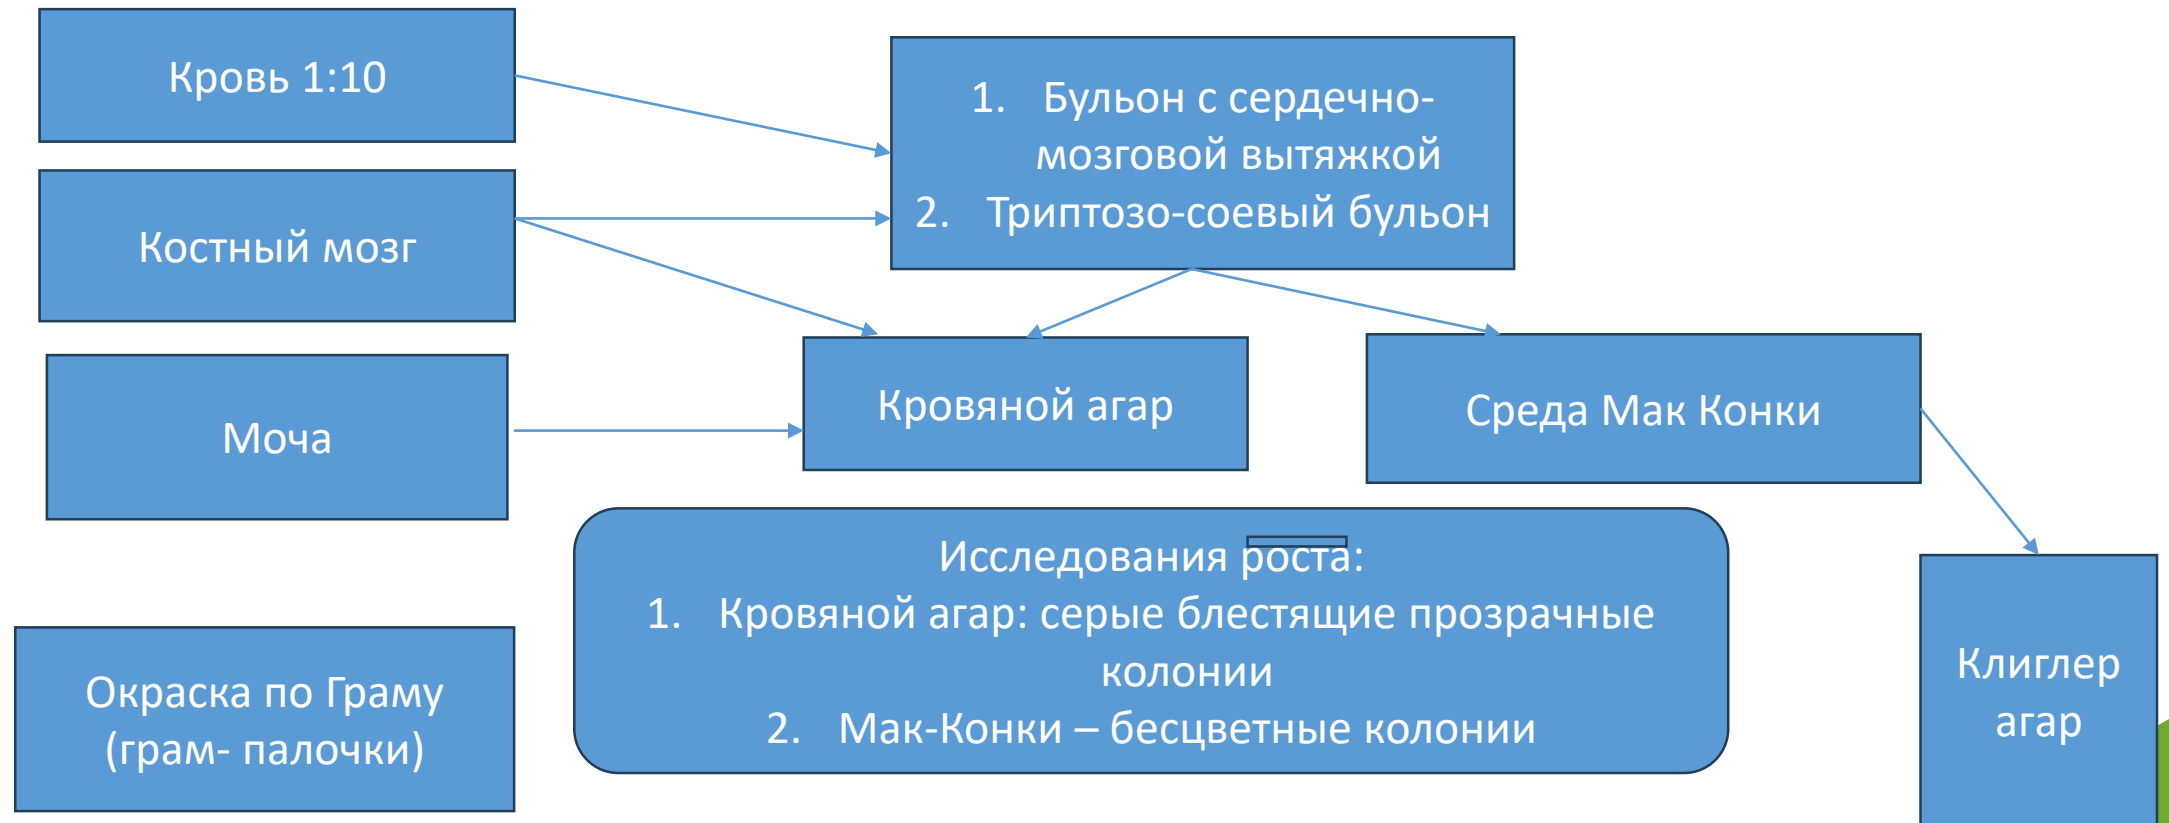 Кровь 1:10
1. Бульон с сердечно-
мозговой вытяжкой
2. Триптозо-соевый бульон
Костный мозг
Кровяной агар
Среда Мак Конки
Моча
Исследования роста:
1. Кровяной агар: серые блестящие прозрачные
колонии
2. Мак-Конки – бесцветные колонии
Окраска по Граму
(грам- палочки)
Клиглер
агар